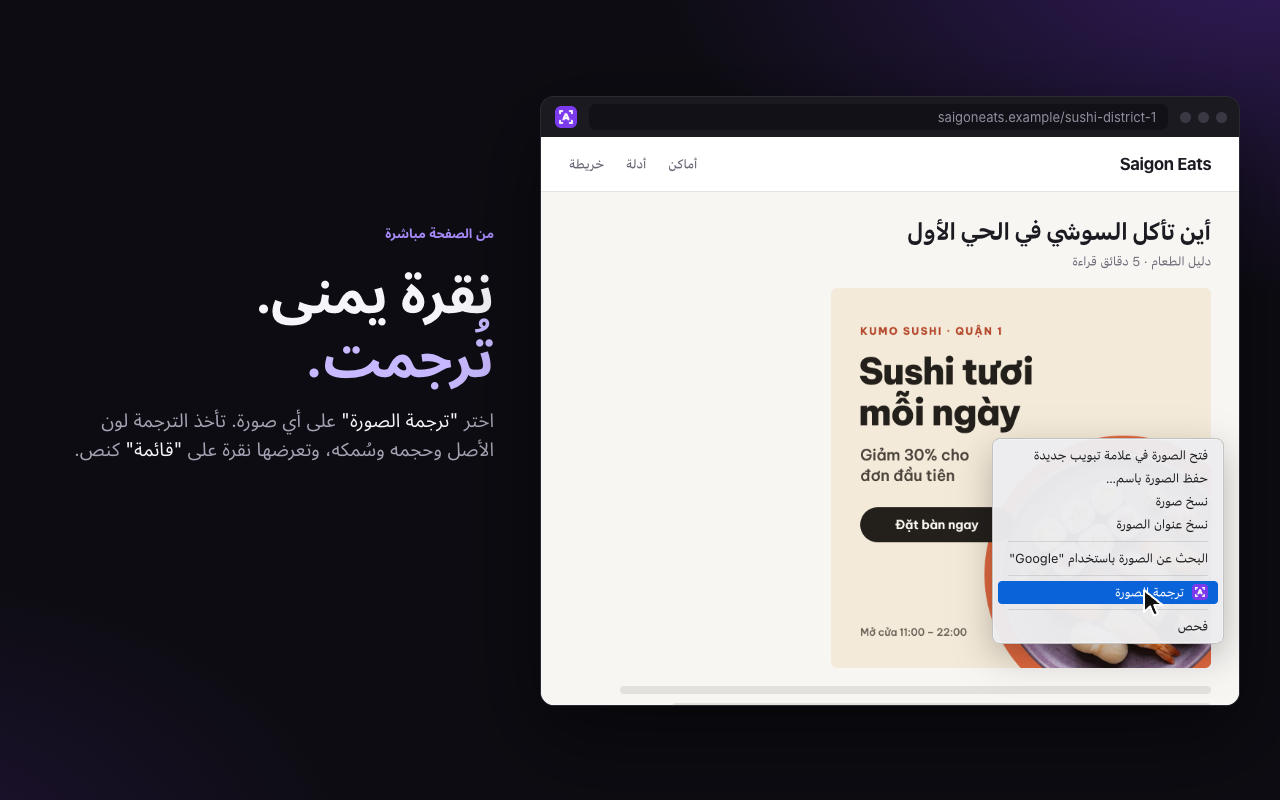 من الصفحة مباشرة
نقرة يمنى.
تُرجمت.
اختر "ترجمة الصورة" على أي صورة. تأخذ الترجمة لون
الأصل وحجمه وسُمكه، وتعرضها نقرة على "قائمة" كنص.
saigoneats.example/sushi-district-1
Saigon Eats
أماكن أدلة خريطة
أين تأكل السوشي في الحي الأول
دليل الطعام · 5 دقائق قراءة
KUMO SUSHI · QUẬN 1
Sushi tươi
mỗi ngày
Giảm 30% cho
đơn đầu tiên
Đặt bàn ngay
Mở cửa 11:00 – 22:00
فتح الصورة في علامة تبويب جديدة
حفظ الصورة باسم...
نسخ صورة
نسخ عنوان الصورة
البحث عن الصورة باستخدام "Google"
ترجمة الصورة
فحص